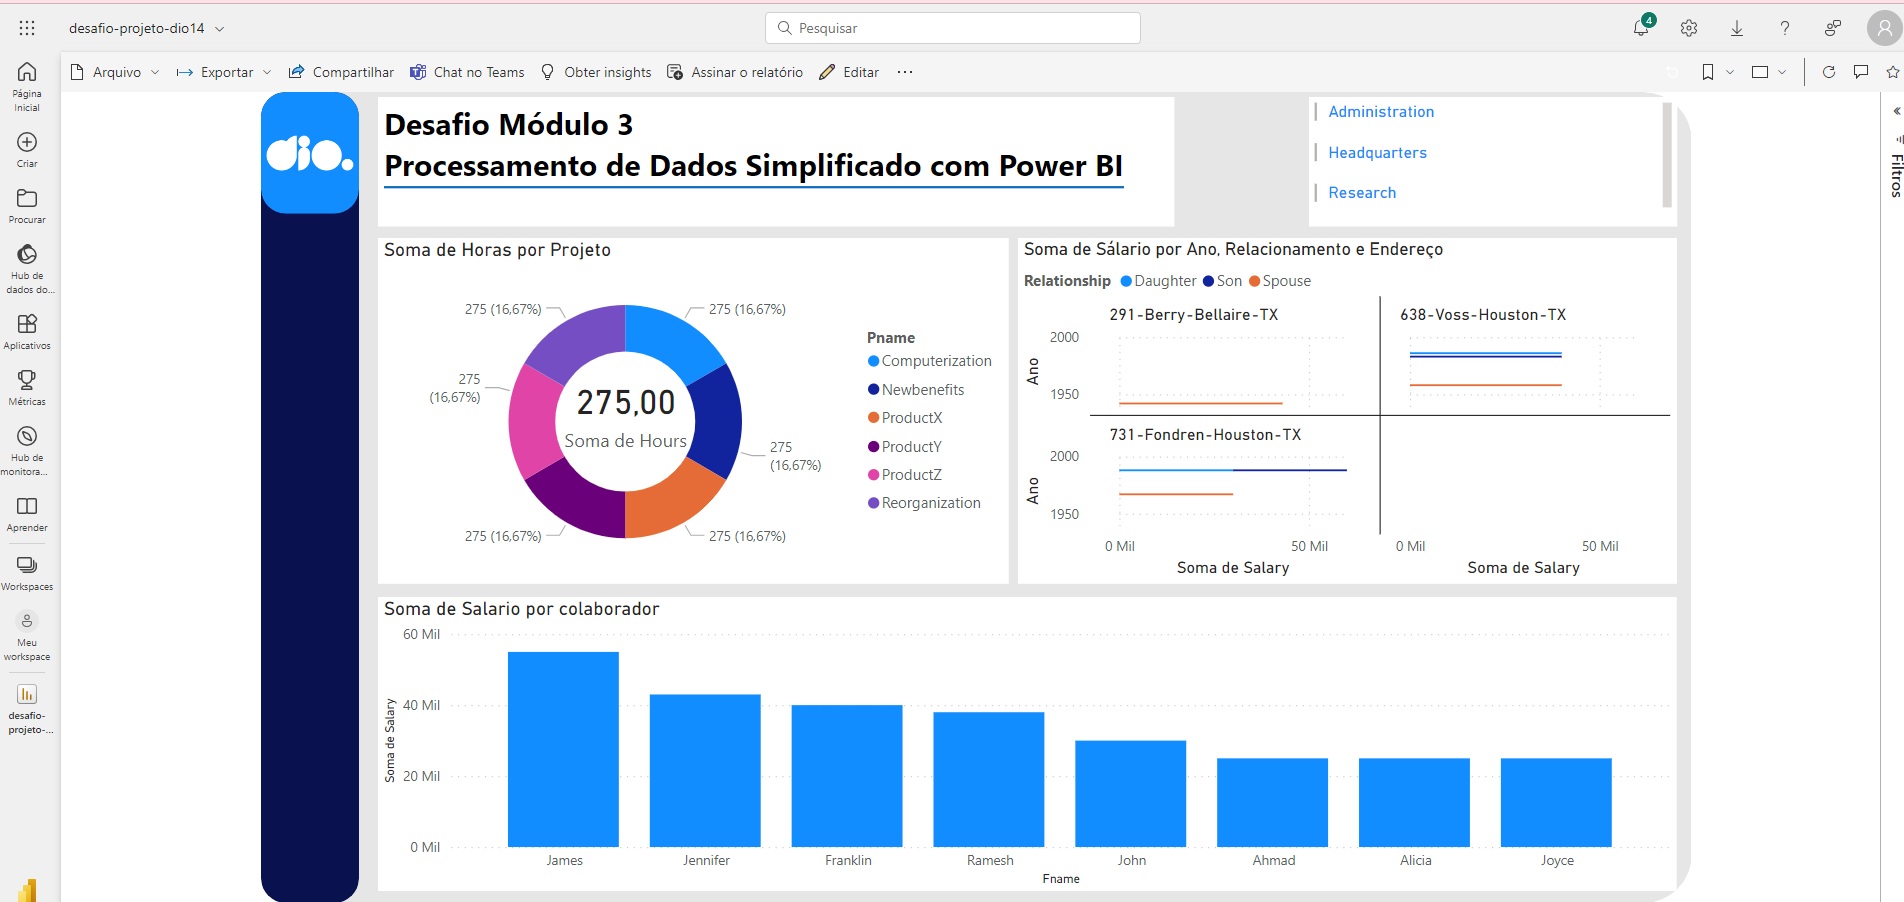 desafio-projeto-dio14
Pesquisar
4
Arquivo
Exportar
Compartilhar
Chat no Teams
Obter insights
Assinar o relatório
Editar
Página
Inicial
Criar
Procurar
Hub de
dados do...
Aplicativos
Métricas
Hub de
monitora...
Aprender
Workspaces
Meu
workspace
desafio-
projeto-...
dio.
Desafio Módulo 3
Processamento de Dados Simplificado com Power BI
Administration
Headquarters
Research
Filtros
Soma de Horas por Projeto
275 (16,67%)
275 (16,67%)
275
(16,67%)
275
(16,67%)
275 (16,67%)
275 (16,67%)
275,00
Soma de Hours
Pname
Computerization
Newbenefits
ProductX
ProductY
ProductZ
Reorganization
Soma de Sálario por Ano, Relacionamento e Endereço
Relationship Daughter Son Spouse
291-Berry-Bellaire-TX
638-Voss-Houston-TX
2000
Ano
1950
731-Fondren-Houston-TX
2000
Ano
1950
0 Mil 50 Mil 0 Mil 50 Mil
Soma de Salary Soma de Salary
Soma de Salario por colaborador
60 Mil
40 Mil
20 Mil
0 Mil
Soma de Salary
James Jennifer Franklin Ramesh John Ahmad Alicia Joyce
Fname